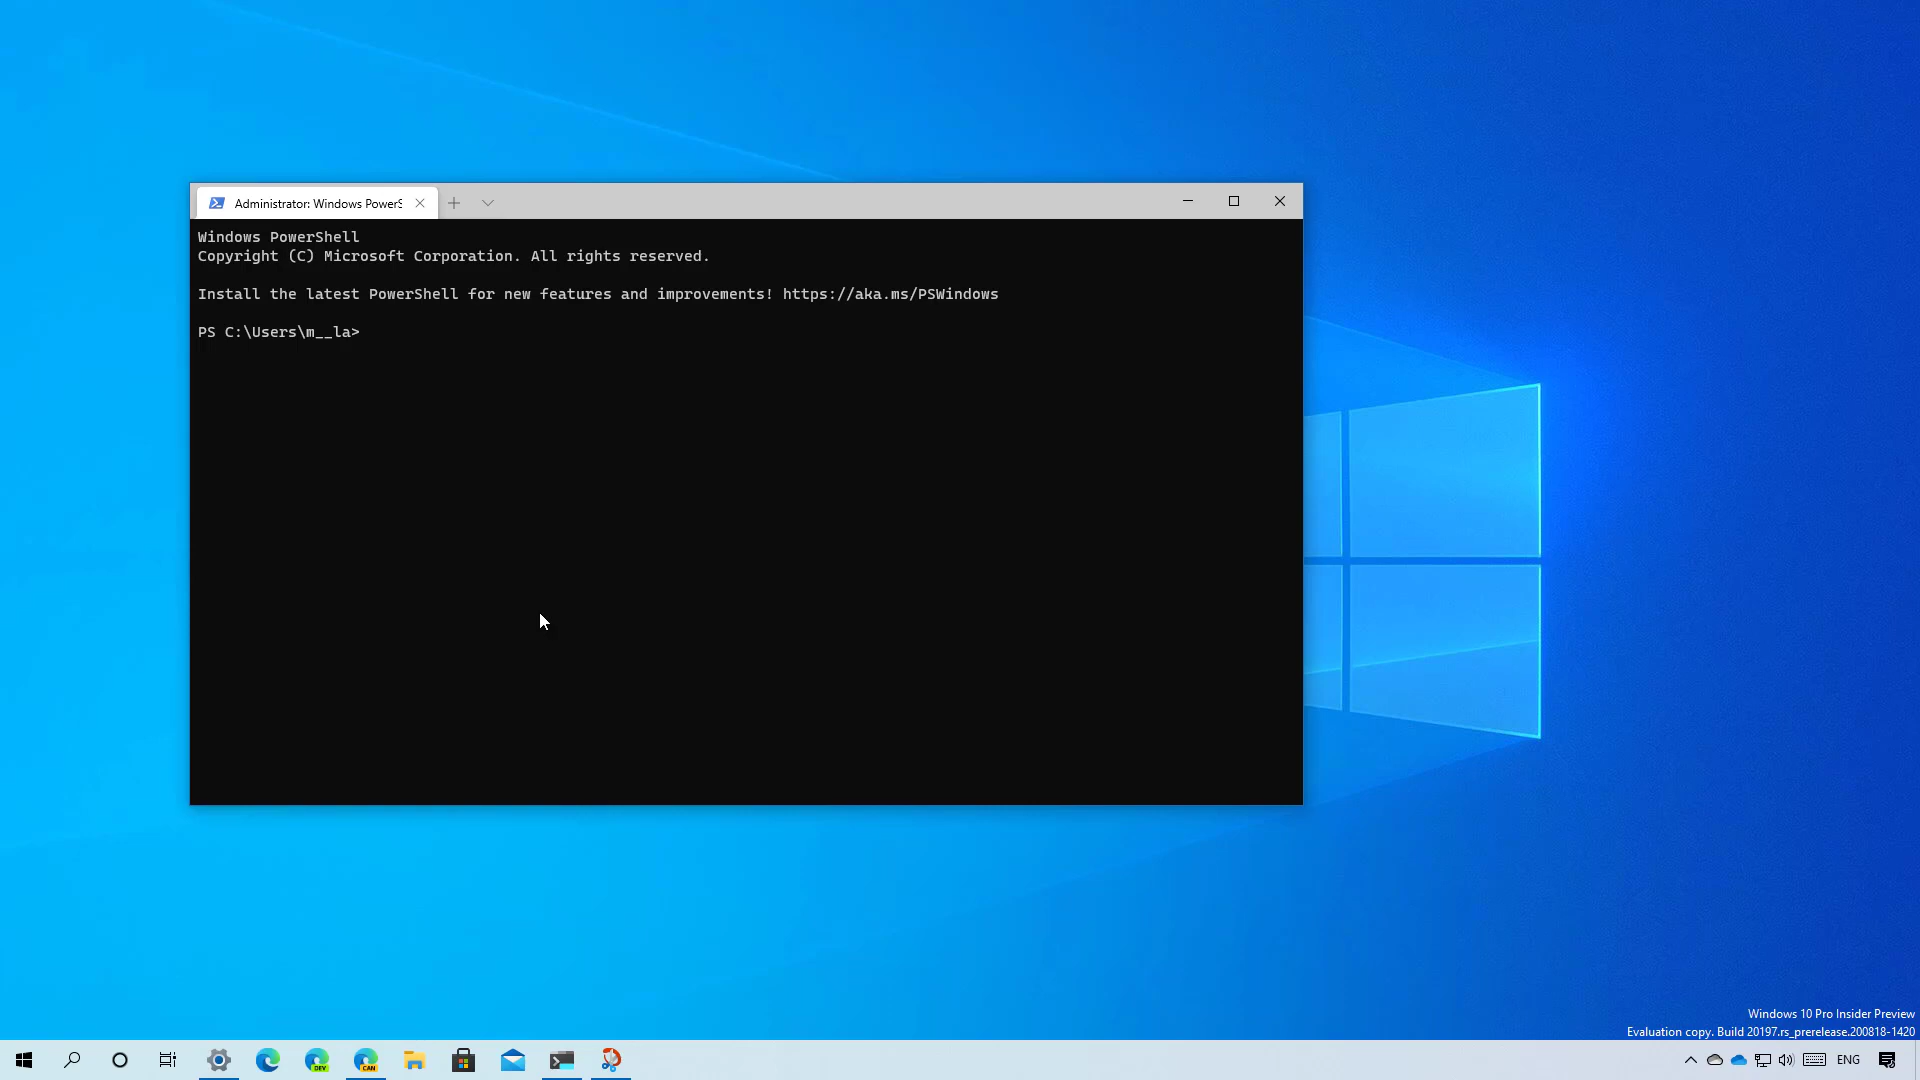 Administrator: Windows PowerS
Windows PowerShell
Copyright (C) Microsoft Corporation. All rights reserved.
Install the latest PowerShell for new features and improvements! https://aka.ms/PSWindows
PS C:\Users\m__la>
Windows 10 Pro Insider Preview
Evaluation copy. Build 20197.rs_prerelease.200818-1420
DEV
CAN
ENG